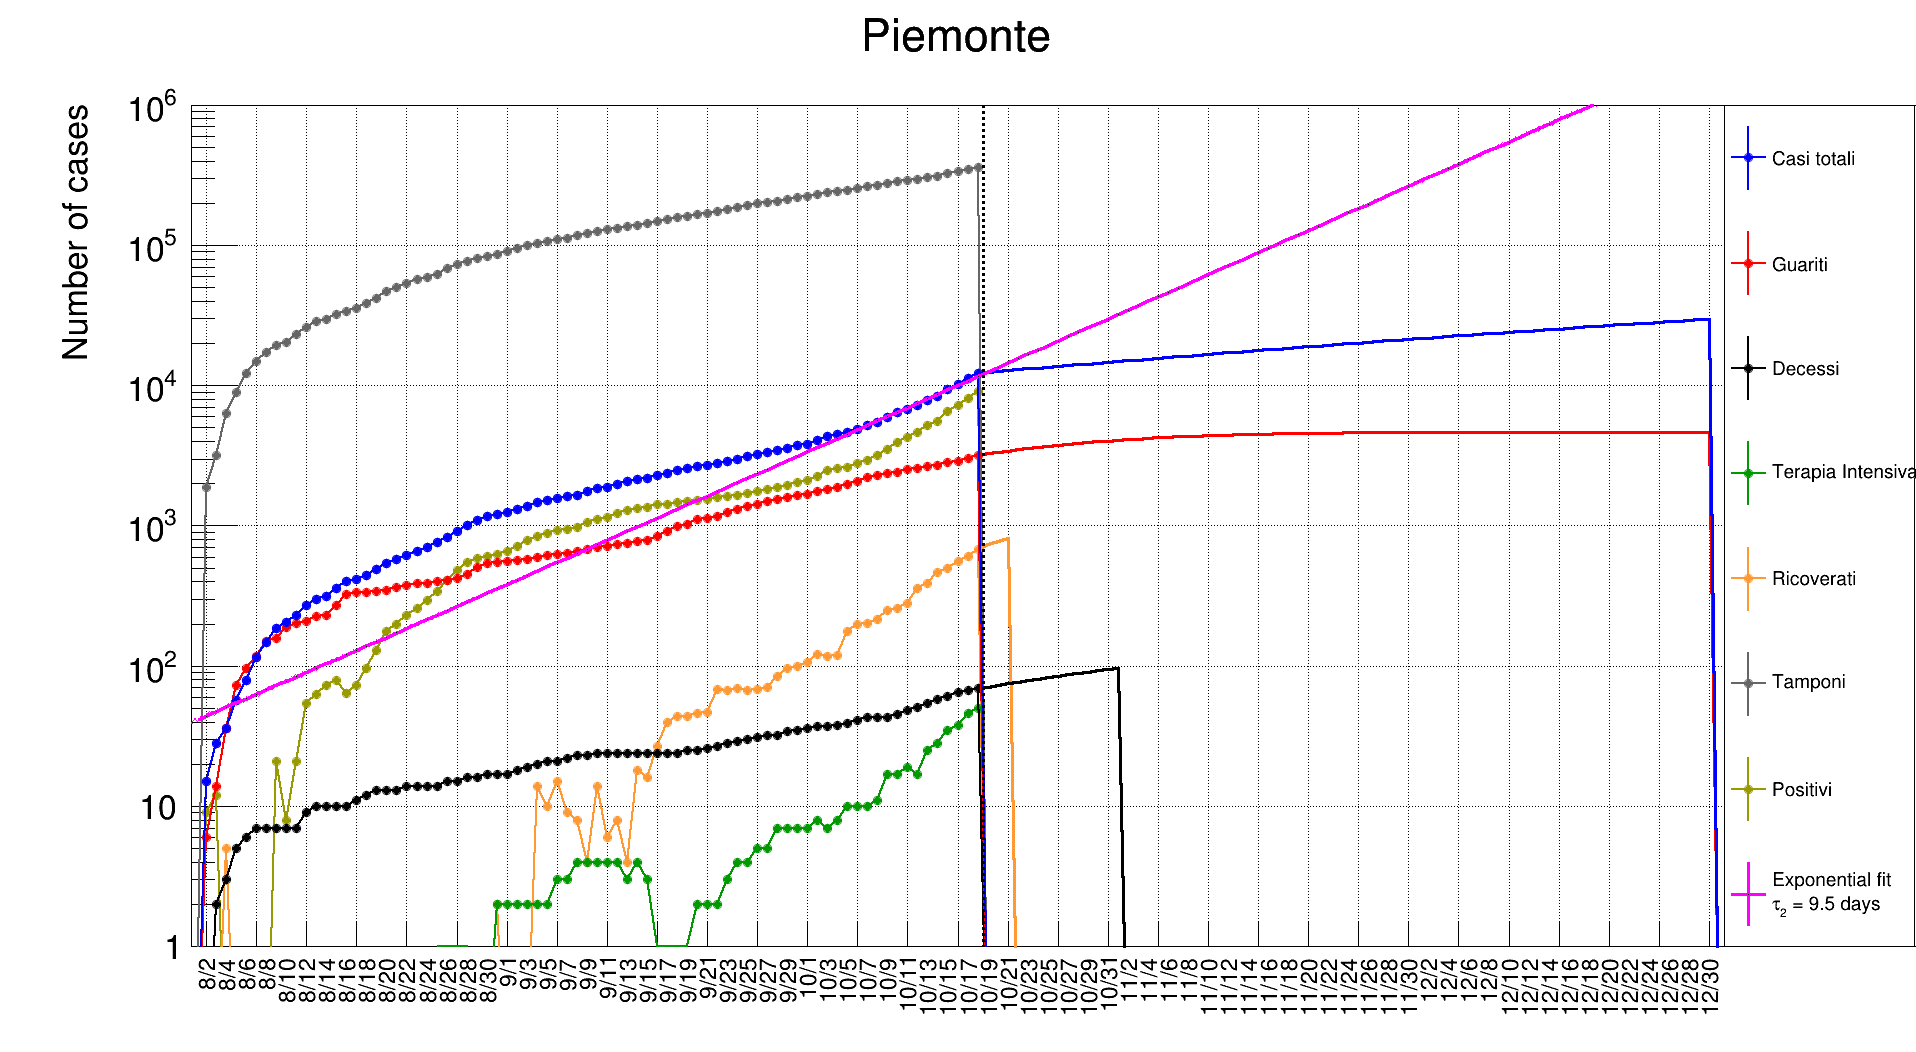 Piemonte
Number of cases
10^6
10^5
10^4
10^3
10^2
10
1
8/2 8/4 8/6 8/8 8/10 8/12 8/14 8/16 8/18 8/20 8/22 8/24 8/26 8/28 8/30 9/1 9/3 9/5 9/7 9/9 9/11 9/13 9/15 9/17 9/19 9/21 9/23 9/25 9/27 9/29 10/1 10/3 10/5 10/7 10/9 10/11 10/13 10/15 10/17 10/19 10/21 10/23 10/25 10/27 10/29 10/31 11/2 11/4 11/6 11/8 11/10 11/12 11/14 11/16 11/18 11/20 11/22 11/24 11/26 11/28 11/30 12/2 12/4 12/6 12/8 12/10 12/12 12/14 12/16 12/18 12/20 12/22 12/24 12/26 12/28 12/30
Casi totali
Guariti
Decessi
Terapia Intensiva
Ricoverati
Tamponi
Positivi
Exponential fit
τ₂ = 9.5 days